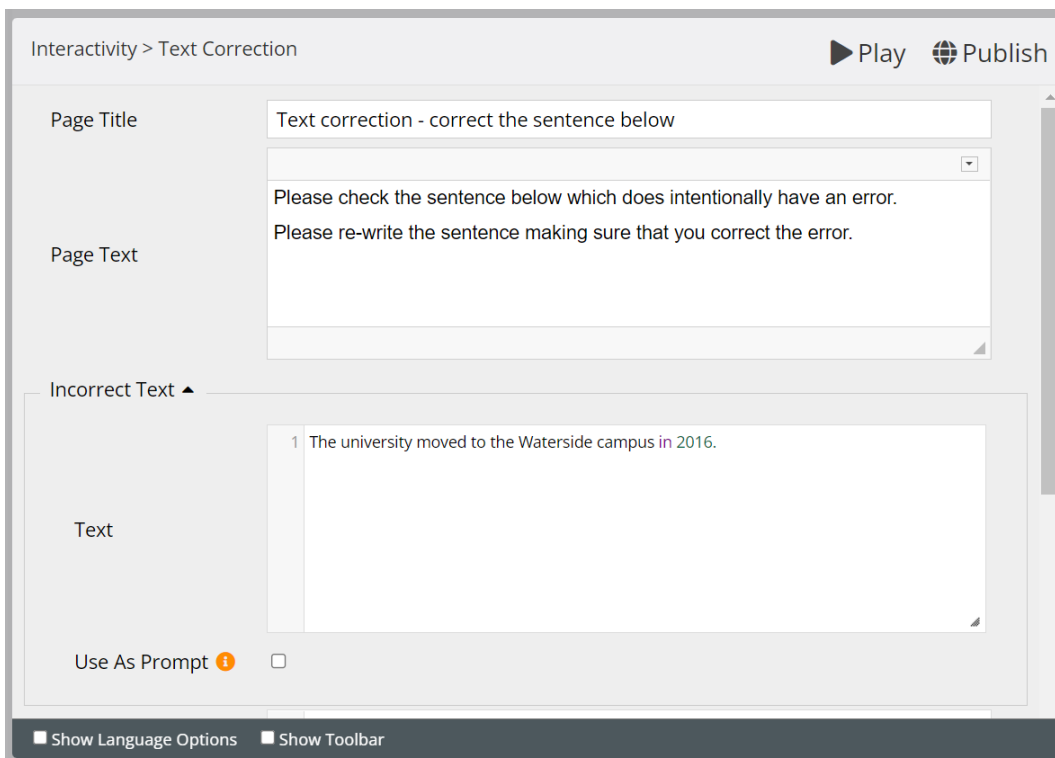 Interactivity > Text Correction
Play Publish
Page Title
Text correction - correct the sentence below
Page Text
Please check the sentence below which does intentionally have an error.
Please re-write the sentence making sure that you correct the error.
Incorrect Text
Text
1 The university moved to the Waterside campus in 2016.
Use As Prompt
Show Language Options Show Toolbar